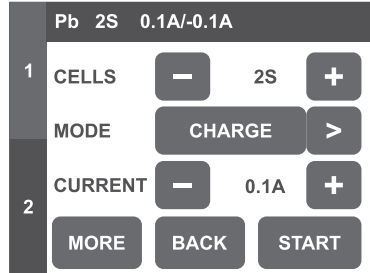 Pb 2S 0.1A/-0.1A
1
CELLS − 2S +
MODE CHARGE >
CURRENT − 0.1A +
2
MORE BACK START